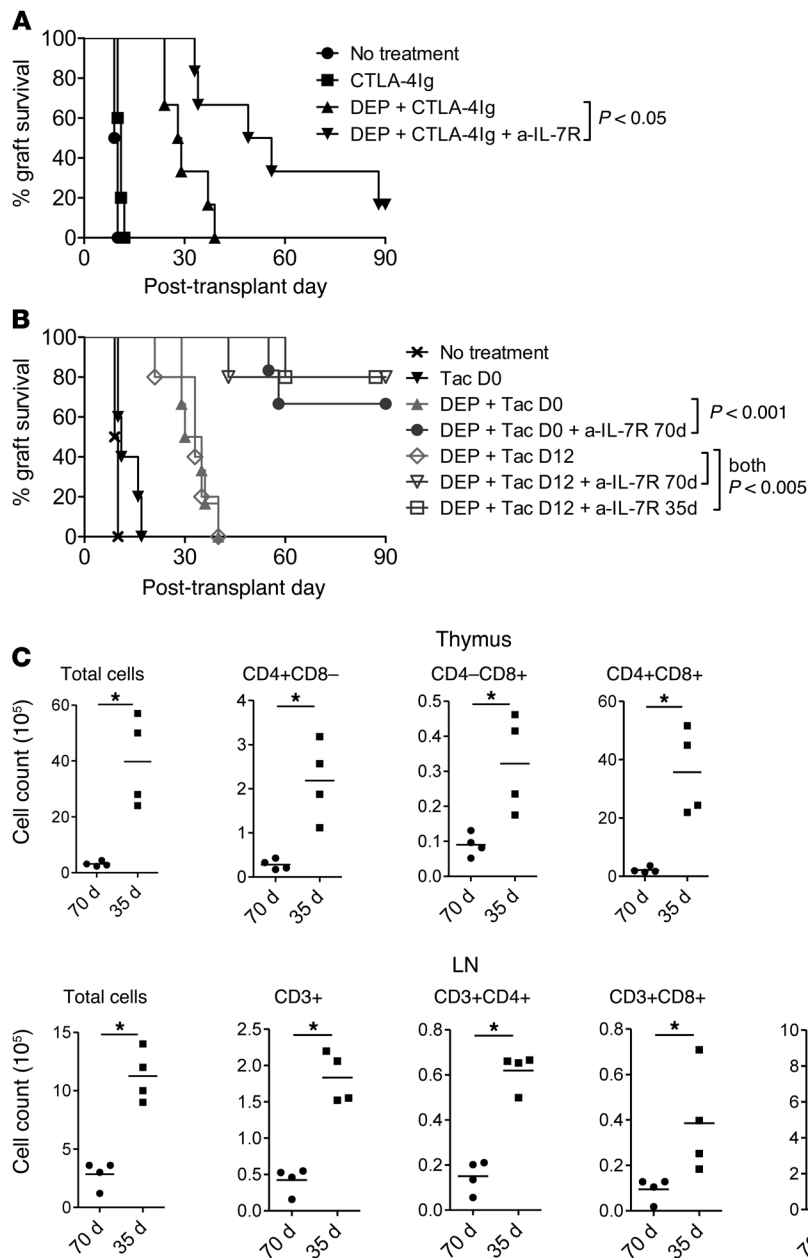 A
% graft survival
100
80
60
40
20
0
0 30 60 90
Post-transplant day
No treatment
CTLA-4Ig
DEP + CTLA-4Ig
DEP + CTLA-4Ig + a-IL-7R
P < 0.05
B
% graft survival
100
80
60
40
20
0
0 30 60 90
Post-transplant day
No treatment
Tac D0
DEP + Tac D0
DEP + Tac D0 + a-IL-7R 70d
DEP + Tac D12
DEP + Tac D12 + a-IL-7R 70d
DEP + Tac D12 + a-IL-7R 35d
P < 0.001
both
P < 0.005
C
Thymus
Total cells
Cell count (10⁵)
60
40
20
0
*
70 d 35 d
CD4+CD8–
4
3
2
1
0
*
70 d 35 d
CD4–CD8+
0.5
0.4
0.3
0.2
0.1
0.0
*
70 d 35 d
CD4+CD8+
60
40
20
0
*
70 d 35 d
LN
Total cells
Cell count (10⁵)
15
10
5
0
*
70 d 35 d
CD3+
2.5
2.0
1.5
1.0
0.5
0.0
*
70 d 35 d
CD3+CD4+
0.8
0.6
0.4
0.2
0.0
*
70 d 35 d
CD3+CD8+
0.8
0.6
0.4
0.2
0.0
*
70 d 35 d
10
8
6
4
2
0